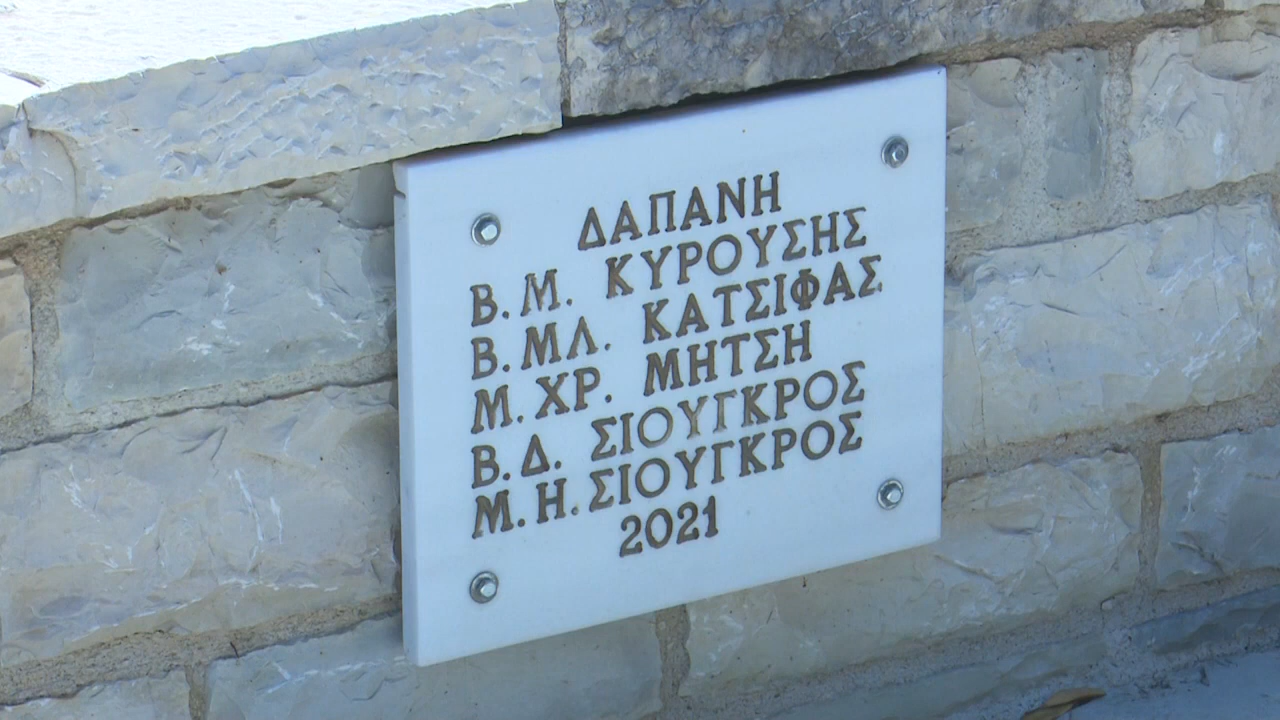 ΔΑΠΑΝΗ
Β.Μ. ΚΥΡΟΥΣΗΣ
Β.ΜΛ. ΚΑΤΣΙΦΑΣ
Μ.ΧΡ. ΜΗΤΣΗ
Β.Δ. ΣΙΟΥΓΚΡΟΣ
Μ.Η.ΣΙΟΥΓΚΡΟΣ
2021